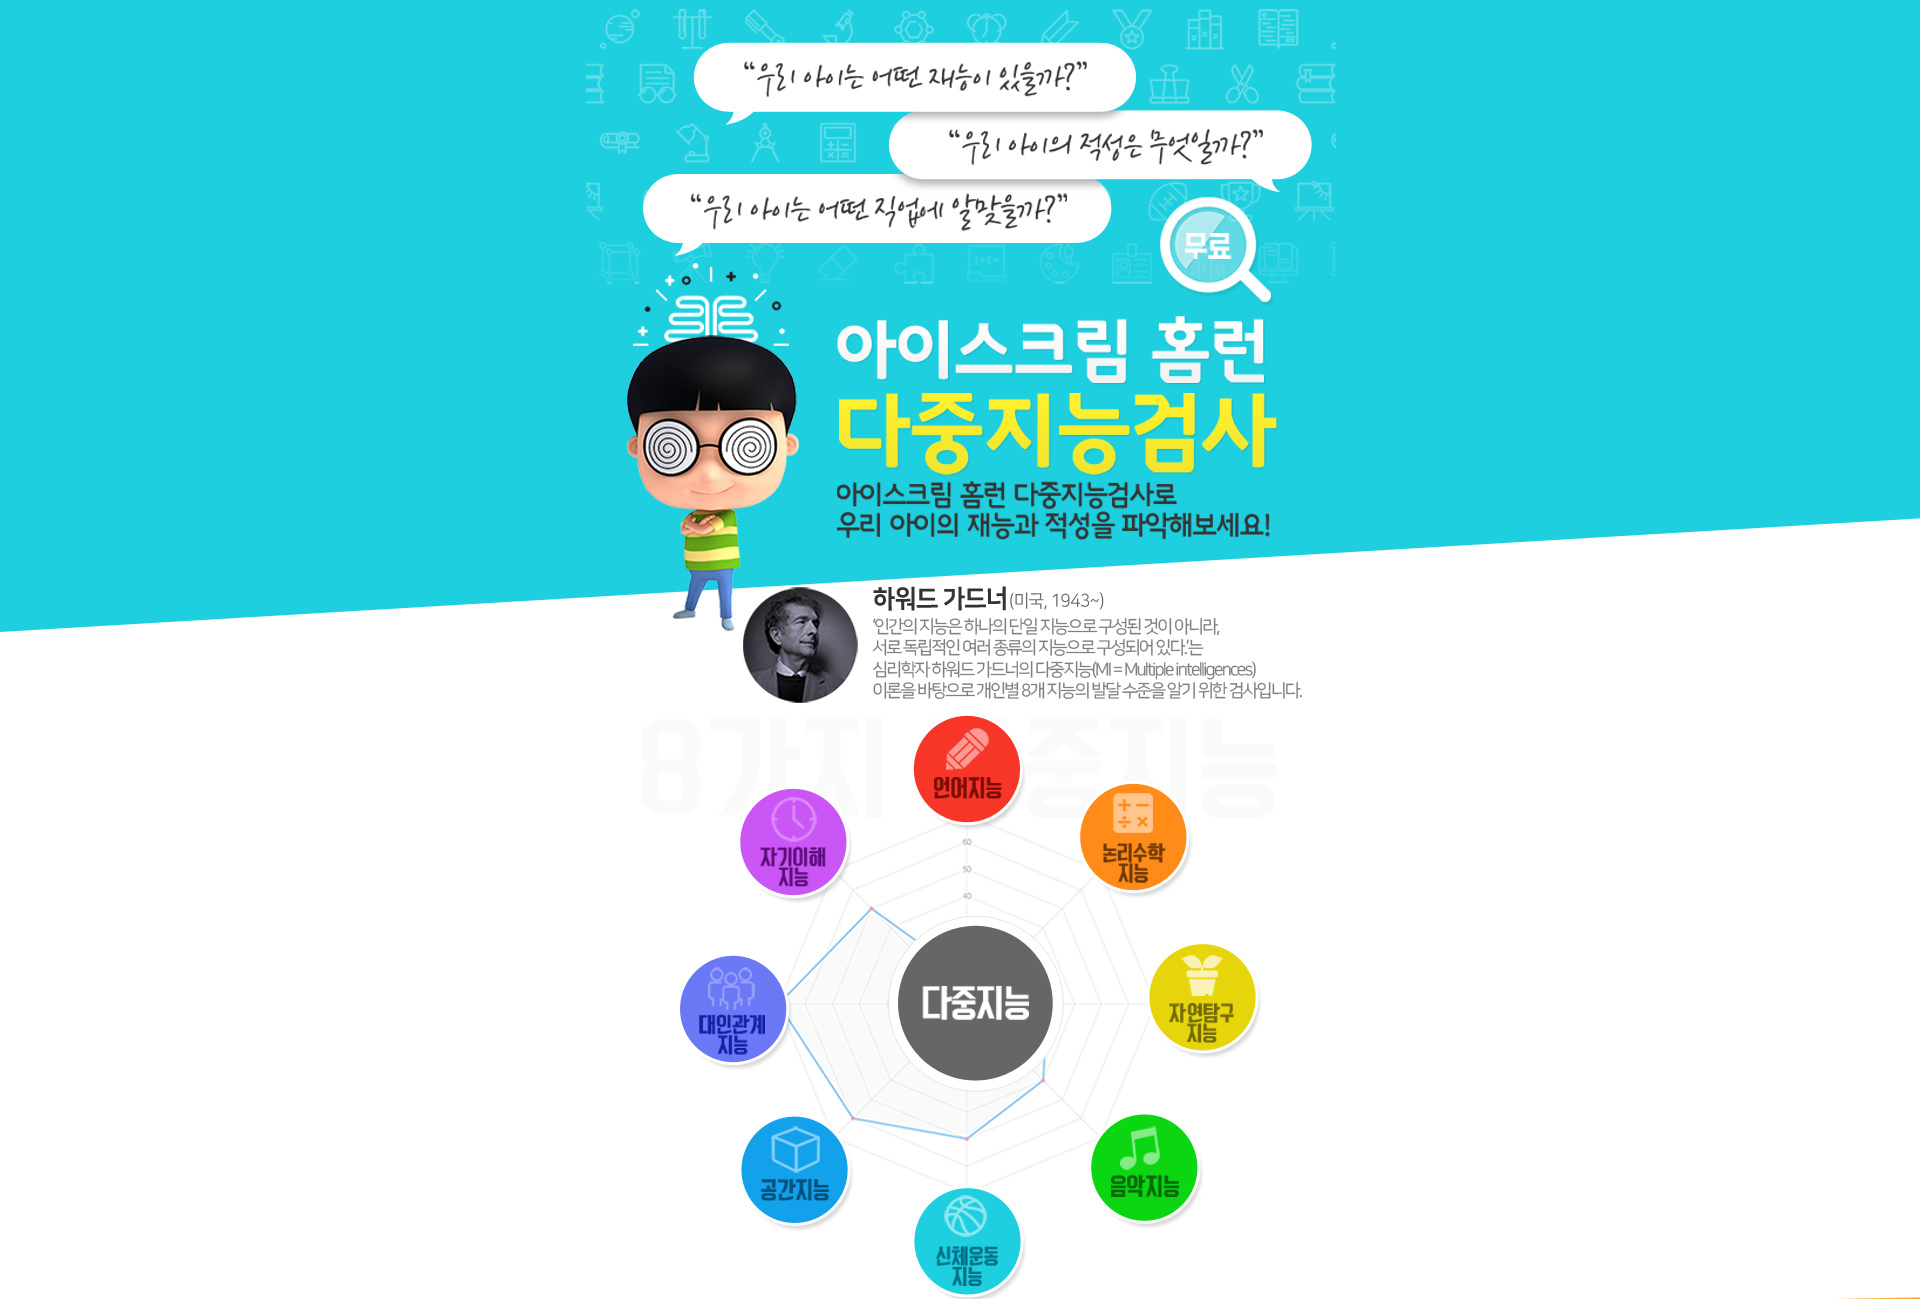 “우리 아이는 어떤 재능이 있을까?”
“우리 아이의 적성은 무엇일까?”
“우리 아이는 어떤 직업에 알맞을까?”
무료
아이스크림 홈런
다중지능검사
아이스크림 홈런 다중지능검사로
우리 아이의 재능과 적성을 파악해보세요!
하워드 가드너(미국, 1943~)
‘인간의 지능은 하나의 단일 지능으로 구성된 것이 아니라,
서로 독립적인 여러 종류의 지능으로 구성되어 있다.’는
심리학자 하워드 가드너의 다중지능(MI = Multiple intelligences)
이론을 바탕으로 개인별 8개 지능의 발달 수준을 알기 위한 검사입니다.
8가지 다중지능
언어지능
논리수학
지능
자기이해
지능
60
50
40
다중지능
자연탐구
지능
대인관계
지능
음악지능
공간지능
신체운동
지능